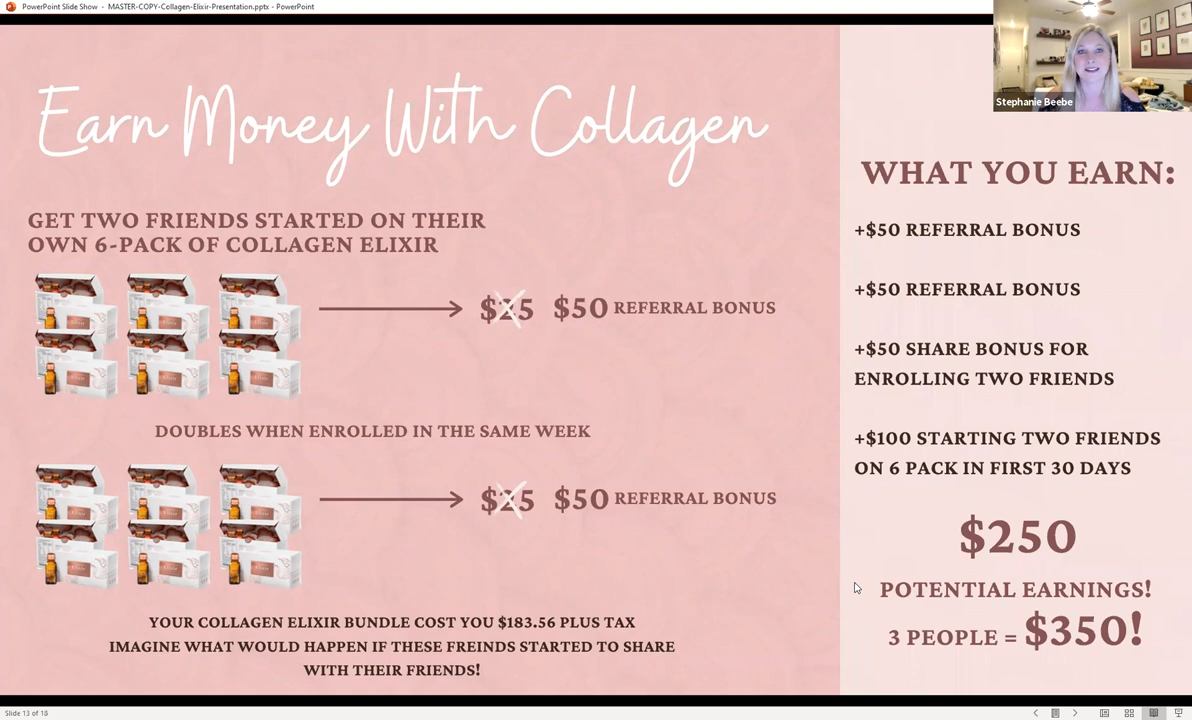 PowerPoint Slide Show - MASTER-COPY-Collagen-Elixir-Presentation.pptx - PowerPoint
Stephanie Beebe
Earn Money With Collagen
GET TWO FRIENDS STARTED ON THEIR
OWN 6-PACK OF COLLAGEN ELIXIR
$25 $50 REFERRAL BONUS
DOUBLES WHEN ENROLLED IN THE SAME WEEK
$25 $50 REFERRAL BONUS
YOUR COLLAGEN ELIXIR BUNDLE COST YOU $183.56 PLUS TAX
IMAGINE WHAT WOULD HAPPEN IF THESE FREINDS STARTED TO SHARE
WITH THEIR FRIENDS!
WHAT YOU EARN:
+$50 REFERRAL BONUS
+$50 REFERRAL BONUS
+$50 SHARE BONUS FOR
ENROLLING TWO FRIENDS
+$100 STARTING TWO FRIENDS
ON 6 PACK IN FIRST 30 DAYS
$250
POTENTIAL EARNINGS!
3 PEOPLE = $350!
Slide 13 of 18